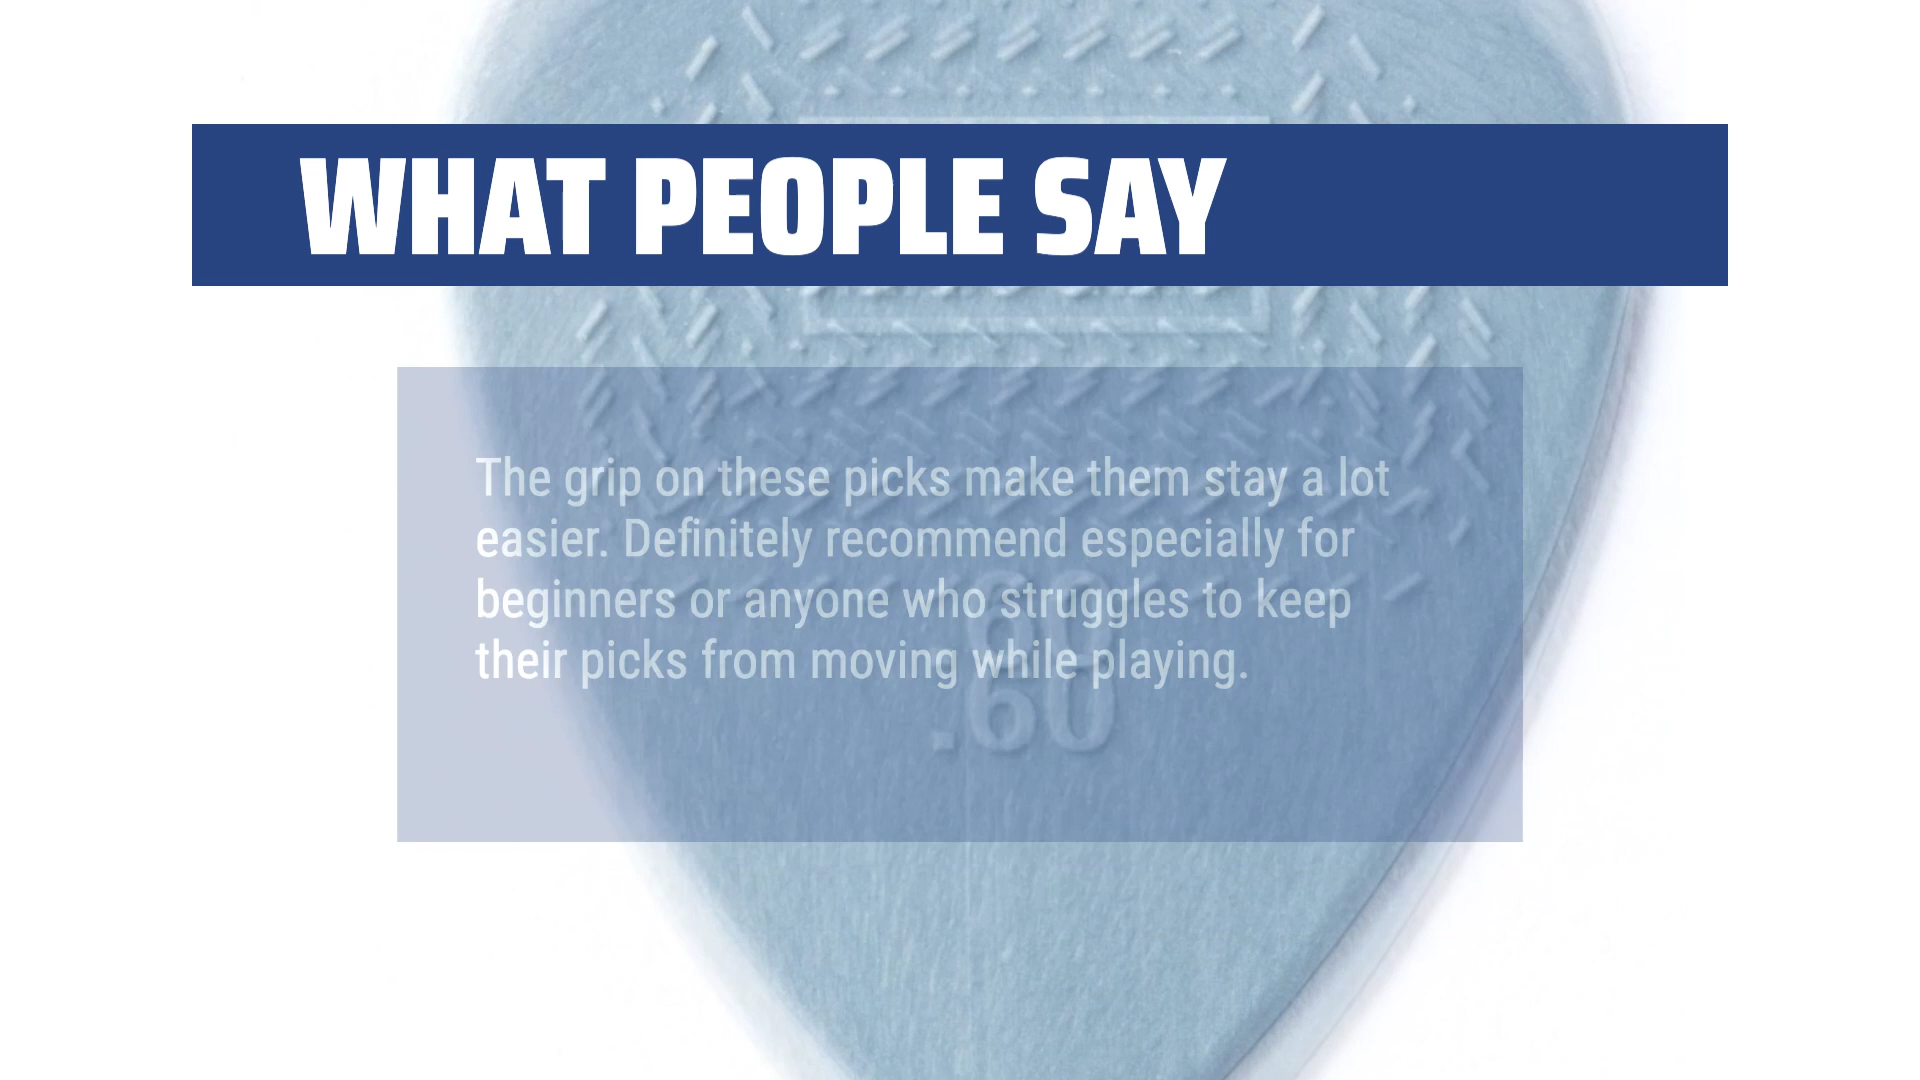 WHAT PEOPLE SAY
The grip on these picks make them stay a lot
easier. Definitely recommend especially for
beginners or anyone who struggles to keep
their picks from moving while playing.
.60
.60